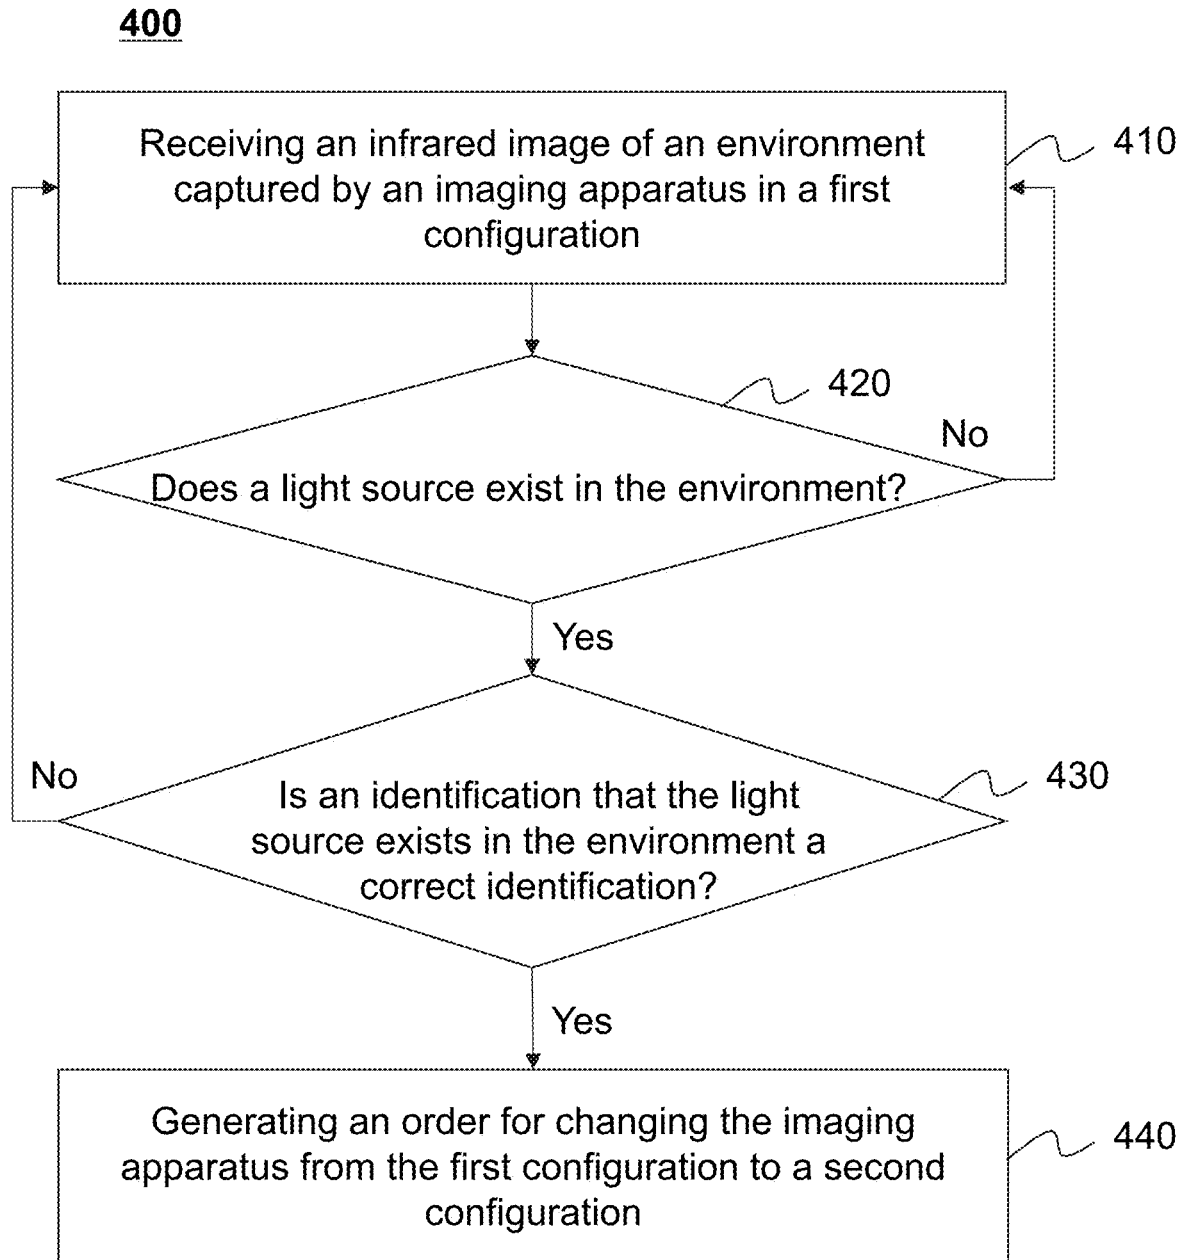 400
Receiving an infrared image of an environment
captured by an imaging apparatus in a first
configuration
410
420
No
Does a light source exist in the environment?
Yes
No
430
Is an identification that the light
source exists in the environment a
correct identification?
Yes
Generating an order for changing the imaging
apparatus from the first configuration to a second
configuration
440